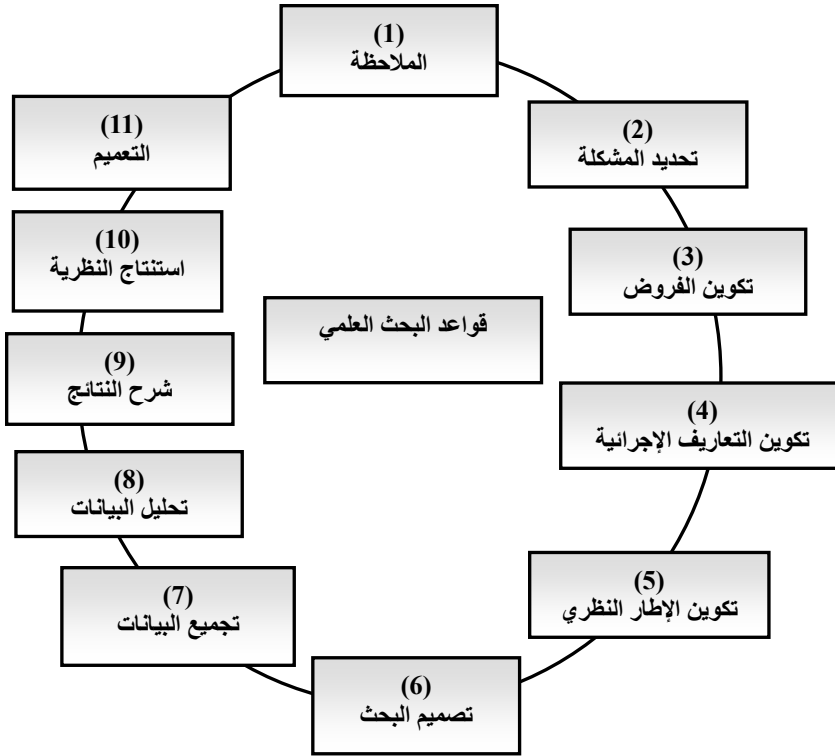 (1)
الملاحظة
(2)
تحديد المشكلة
(3)
تكوين الفروض
(4)
تكوين التعاريف الإجرائية
(5)
تكوين الإطار النظري
(6)
تصميم البحث
(7)
تجميع البيانات
(8)
تحليل البيانات
(9)
شرح النتائج
(10)
استنتاج النظرية
(11)
التعميم
قواعد البحث العلمي